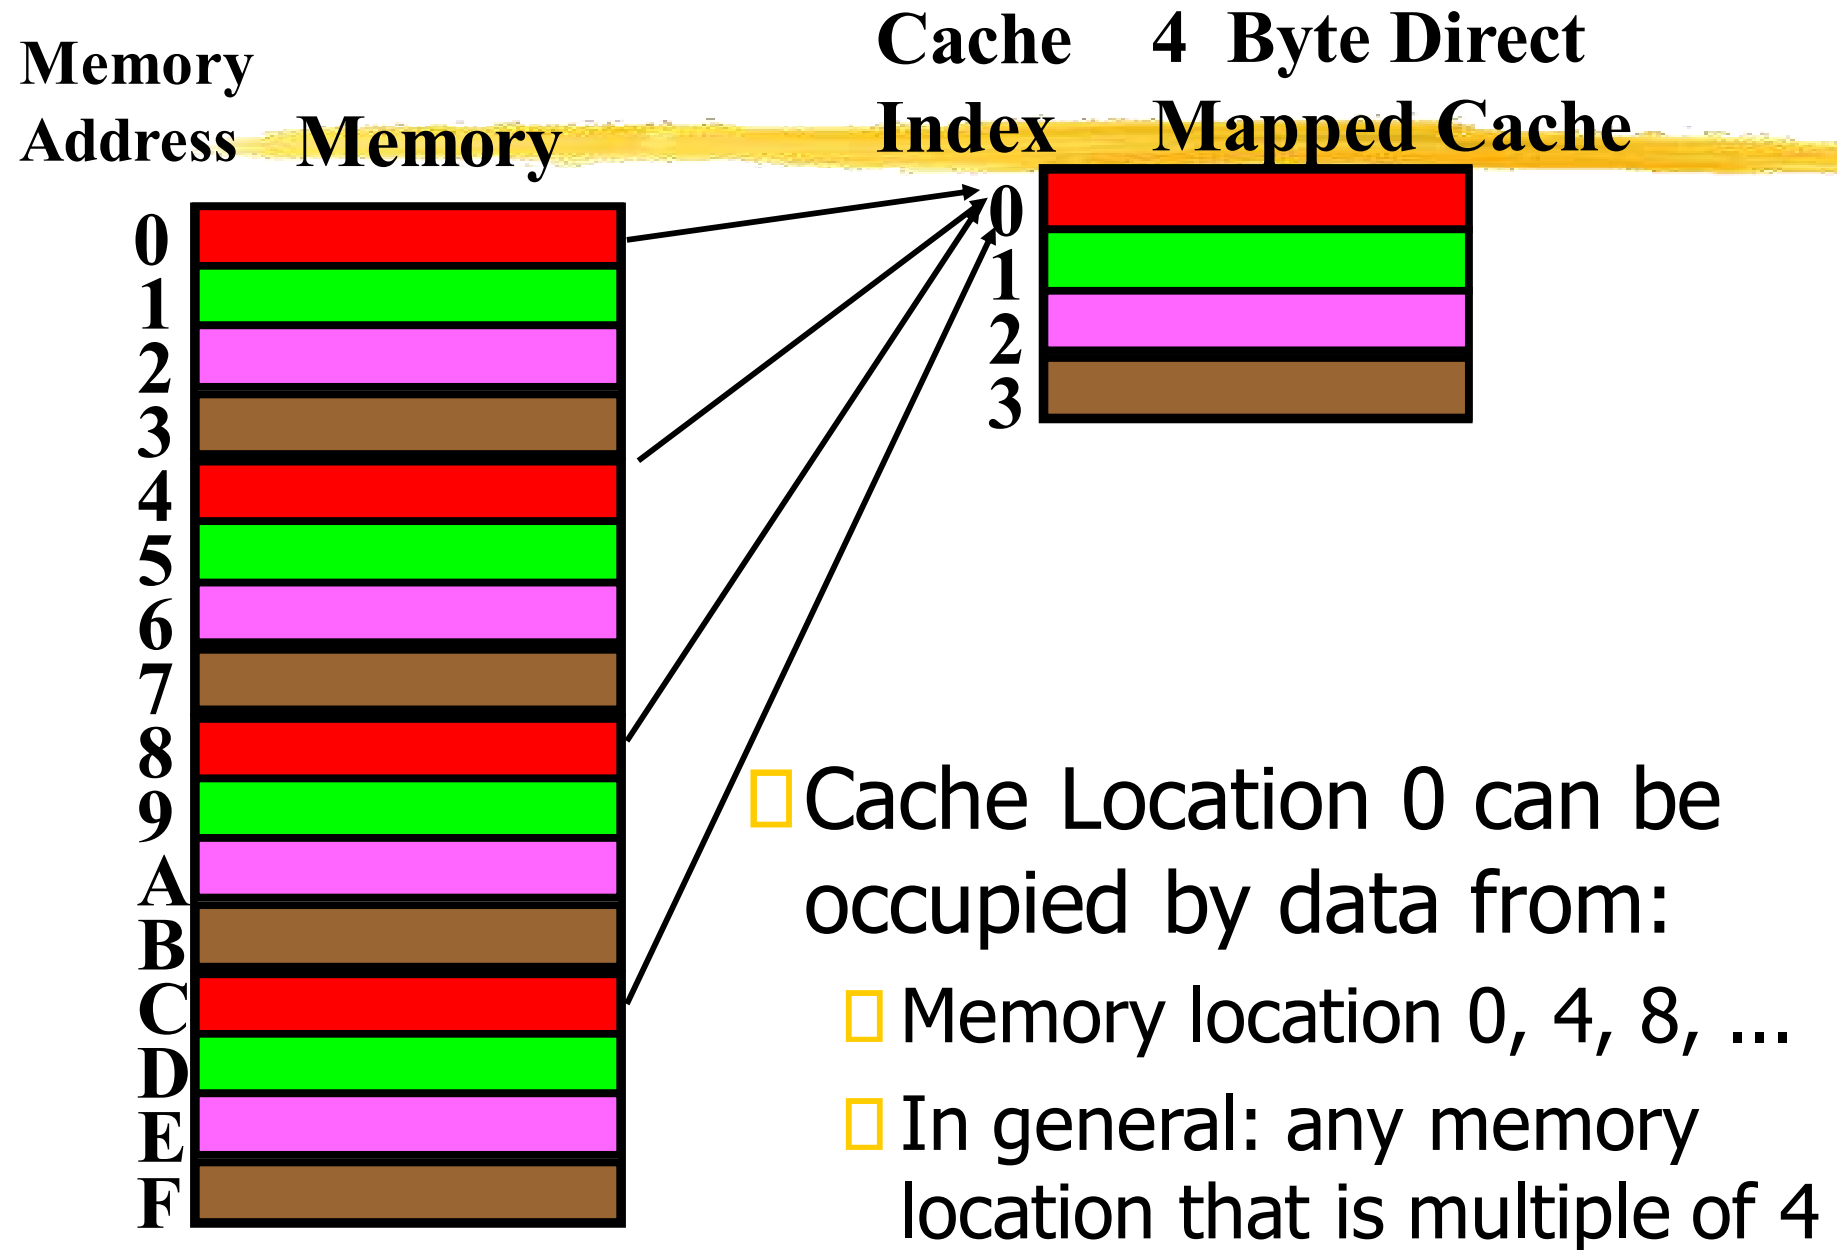 Memory
Address
Memory
Cache
Index
4 Byte Direct
Mapped Cache
0
1
2
3
4
5
6
7
8
9
A
B
C
D
E
F
0
1
2
3
Cache Location 0 can be
occupied by data from:
Memory location 0, 4, 8, ...
In general: any memory
location that is multiple of 4